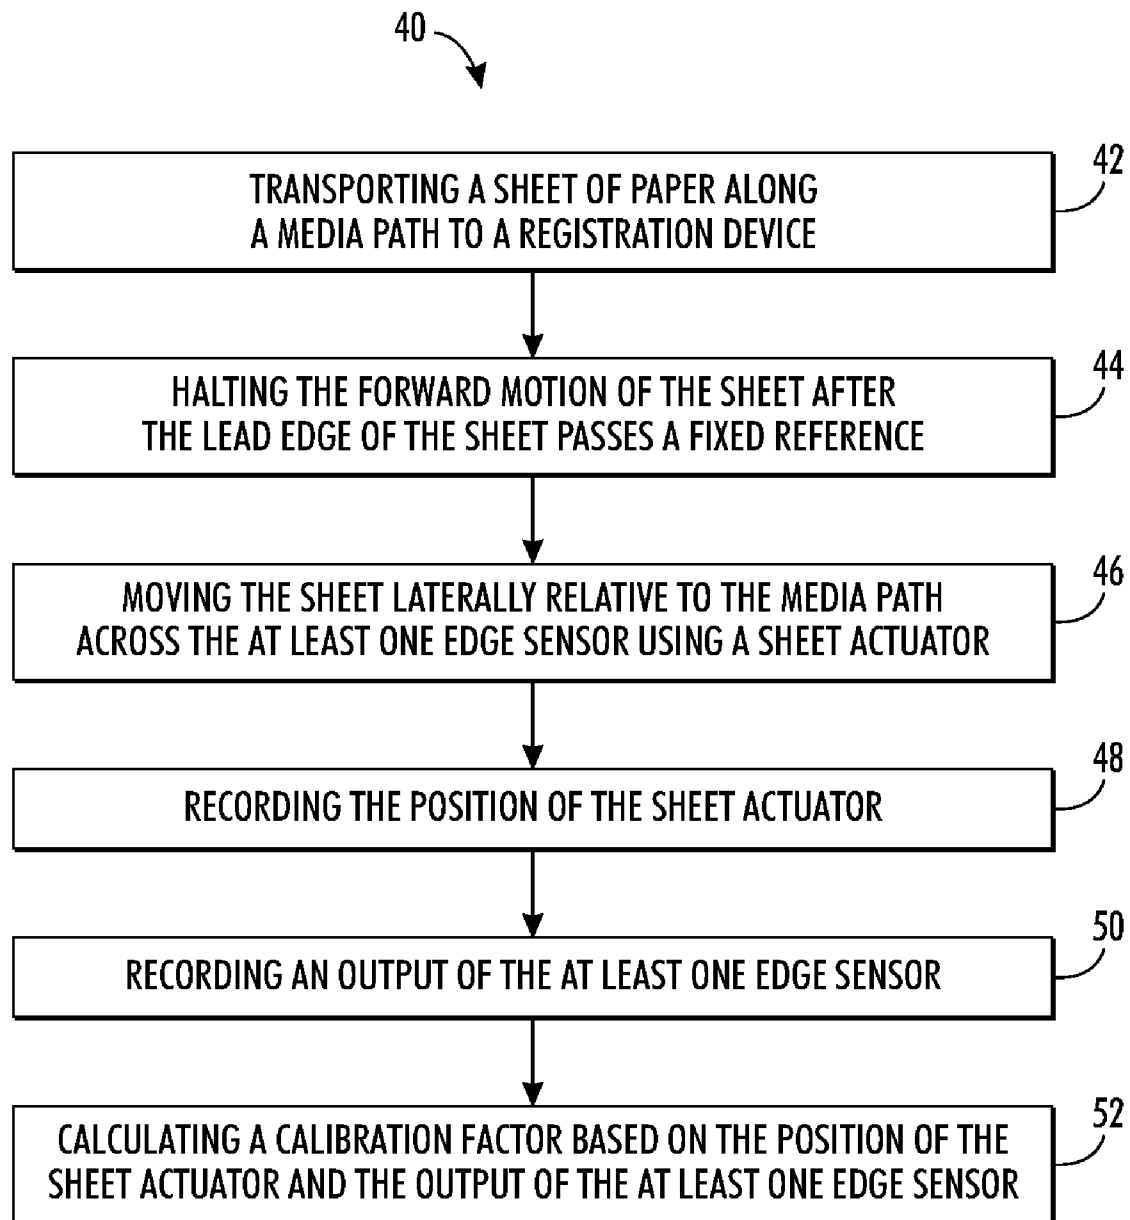 40
TRANSPORTING A SHEET OF PAPER ALONG
A MEDIA PATH TO A REGISTRATION DEVICE
42
HALTING THE FORWARD MOTION OF THE SHEET AFTER
THE LEAD EDGE OF THE SHEET PASSES A FIXED REFERENCE
44
MOVING THE SHEET LATERALLY RELATIVE TO THE MEDIA PATH
ACROSS THE AT LEAST ONE EDGE SENSOR USING A SHEET ACTUATOR
46
RECORDING THE POSITION OF THE SHEET ACTUATOR
48
RECORDING AN OUTPUT OF THE AT LEAST ONE EDGE SENSOR
50
CALCULATING A CALIBRATION FACTOR BASED ON THE POSITION OF THE
SHEET ACTUATOR AND THE OUTPUT OF THE AT LEAST ONE EDGE SENSOR
52